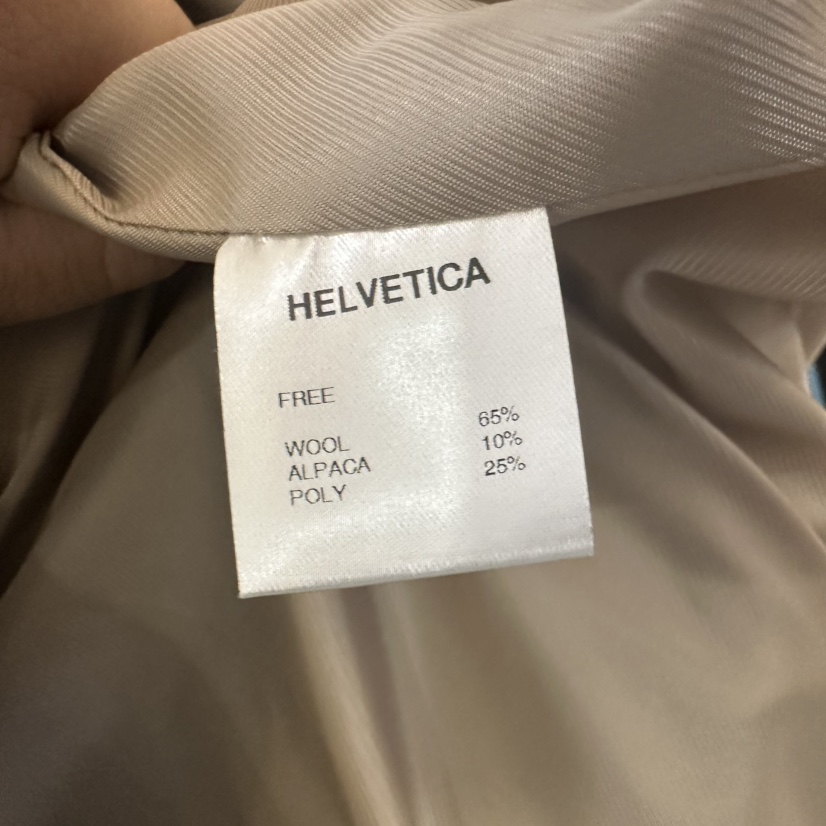 HELVETICA
FREE
WOOL 65%
ALPACA 10%
POLY 25%